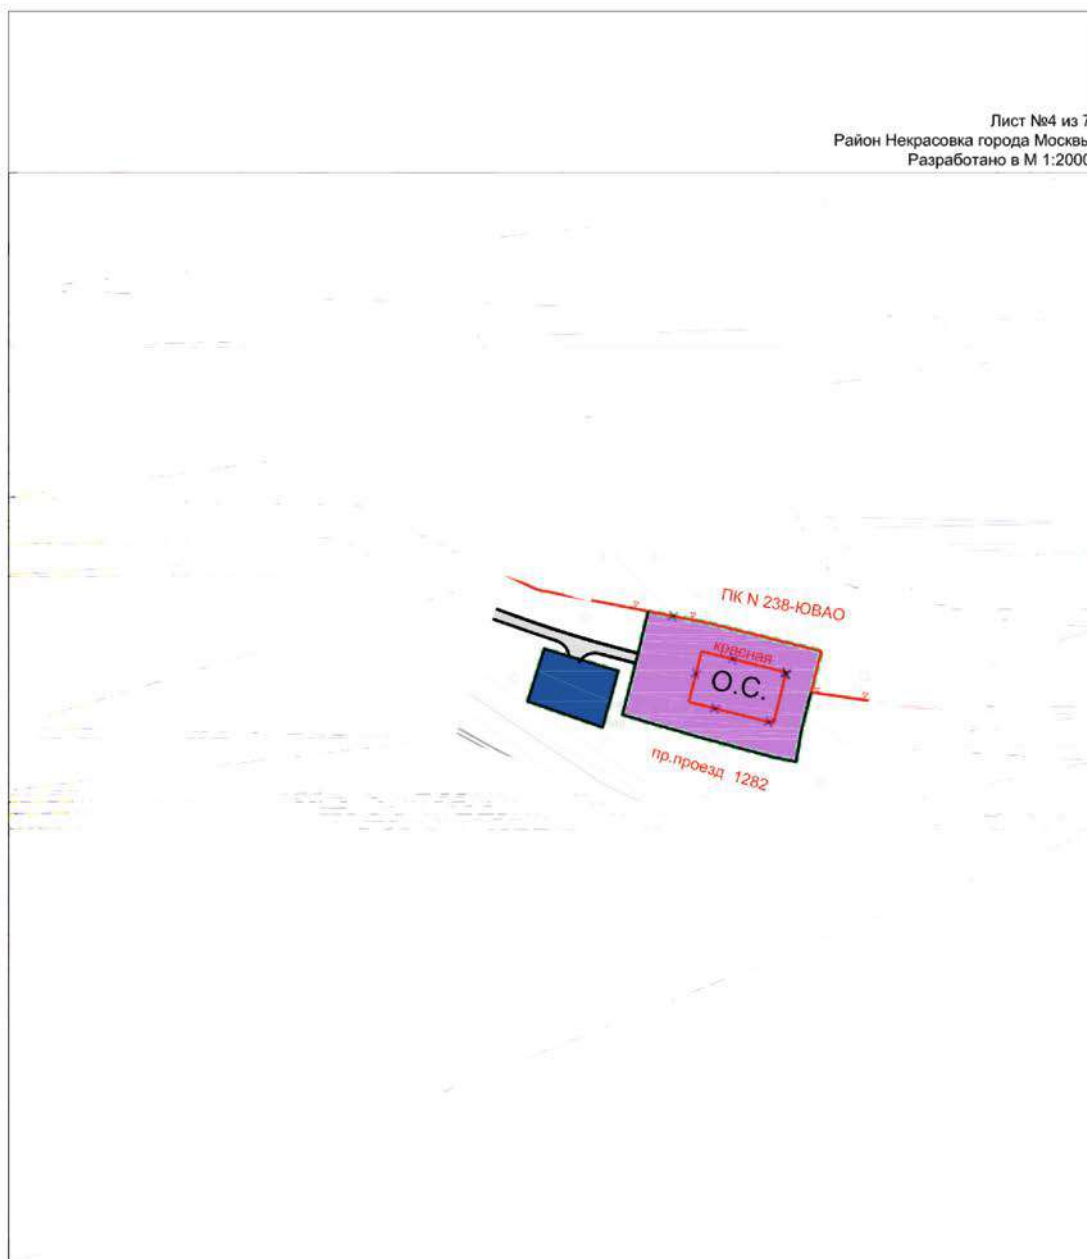 Лист №4 из 7
Район Некрасовка города Москвы
Разработано в М 1:2000
ПК N 238-ЮВАО
красная
О.С.
пр.проезд 1282